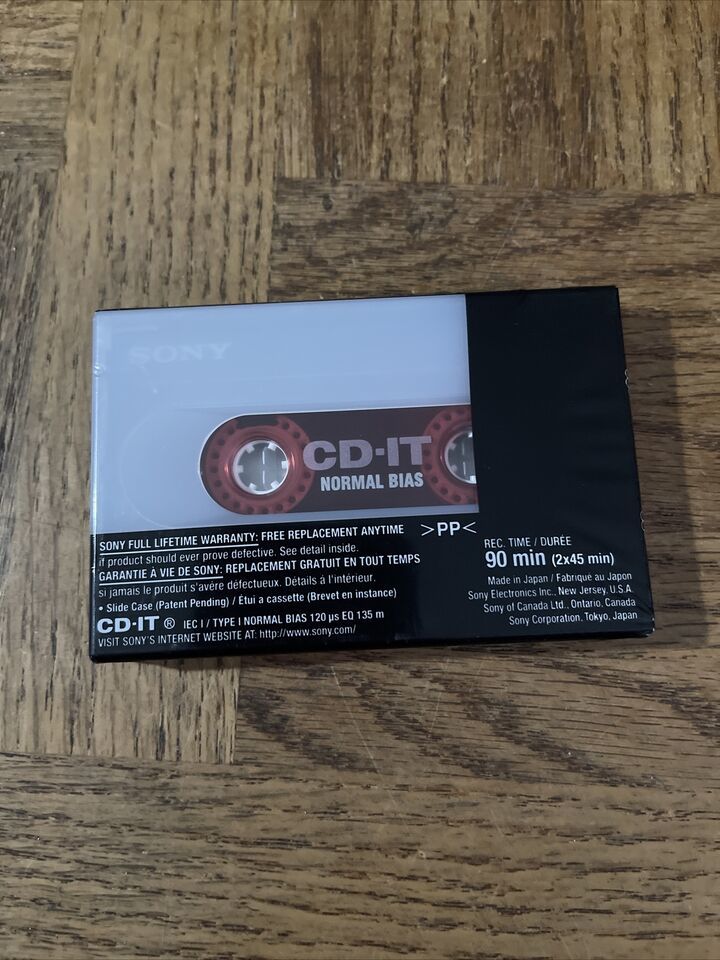 SONY
CD-IT
NORMAL BIAS
SONY FULL LIFETIME WARRANTY: FREE REPLACEMENT ANYTIME
if product should ever prove defective. See detail inside.
GARANTIE À VIE DE SONY: REMPLACEMENT GRATUIT EN TOUT TEMPS
si jamais le produit s'avère défectueux. Détails à l'intérieur.
• Slide Case (Patent Pending) / Étui a cassette (Brevet en instance)
CD-IT ® IEC I / TYPE I NORMAL BIAS 120 µs EQ 135 m
VISIT SONY'S INTERNET WEBSITE AT: http://www.sony.com/
>PP<
REC. TIME / DURÉE
90 min (2x45 min)
Made in Japan / Fabriqué au Japon
Sony Electronics Inc., New Jersey, U.S.A.
Sony of Canada Ltd., Ontario, Canada
Sony Corporation, Tokyo, Japan